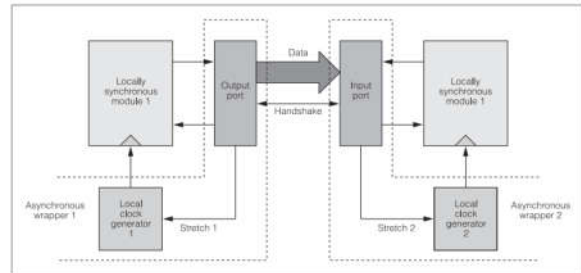 Data
Locally
synchronous
module 1
Output
port
Input
port
Locally
synchronous
module 1
Handshake
Asynchronous
wrapper 1
Local
clock
generator
1
Stretch 1
Stretch 2
Local
clock
generator
2
Asynchronous
wrapper 2